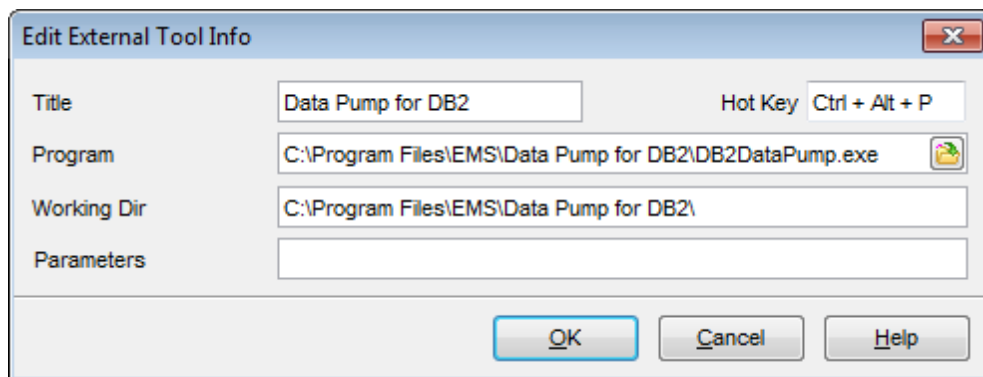 Edit External Tool Info
Title Data Pump for DB2 Hot Key Ctrl + Alt + P
Program C:\Program Files\EMS\Data Pump for DB2\DB2DataPump.exe
Working Dir C:\Program Files\EMS\Data Pump for DB2\
Parameters
OK Cancel Help